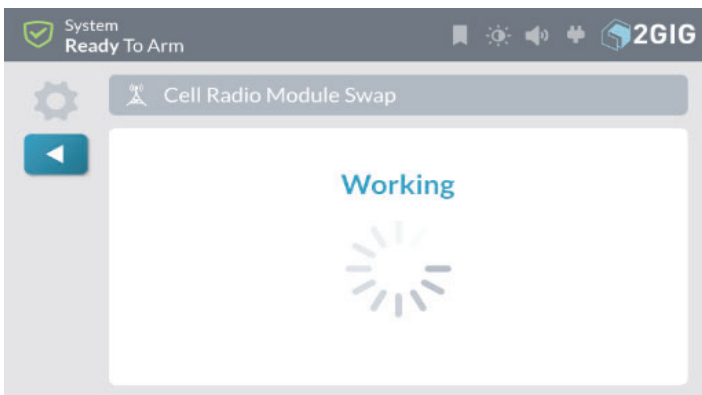 System
Ready To Arm
2GIG
Cell Radio Module Swap
Working